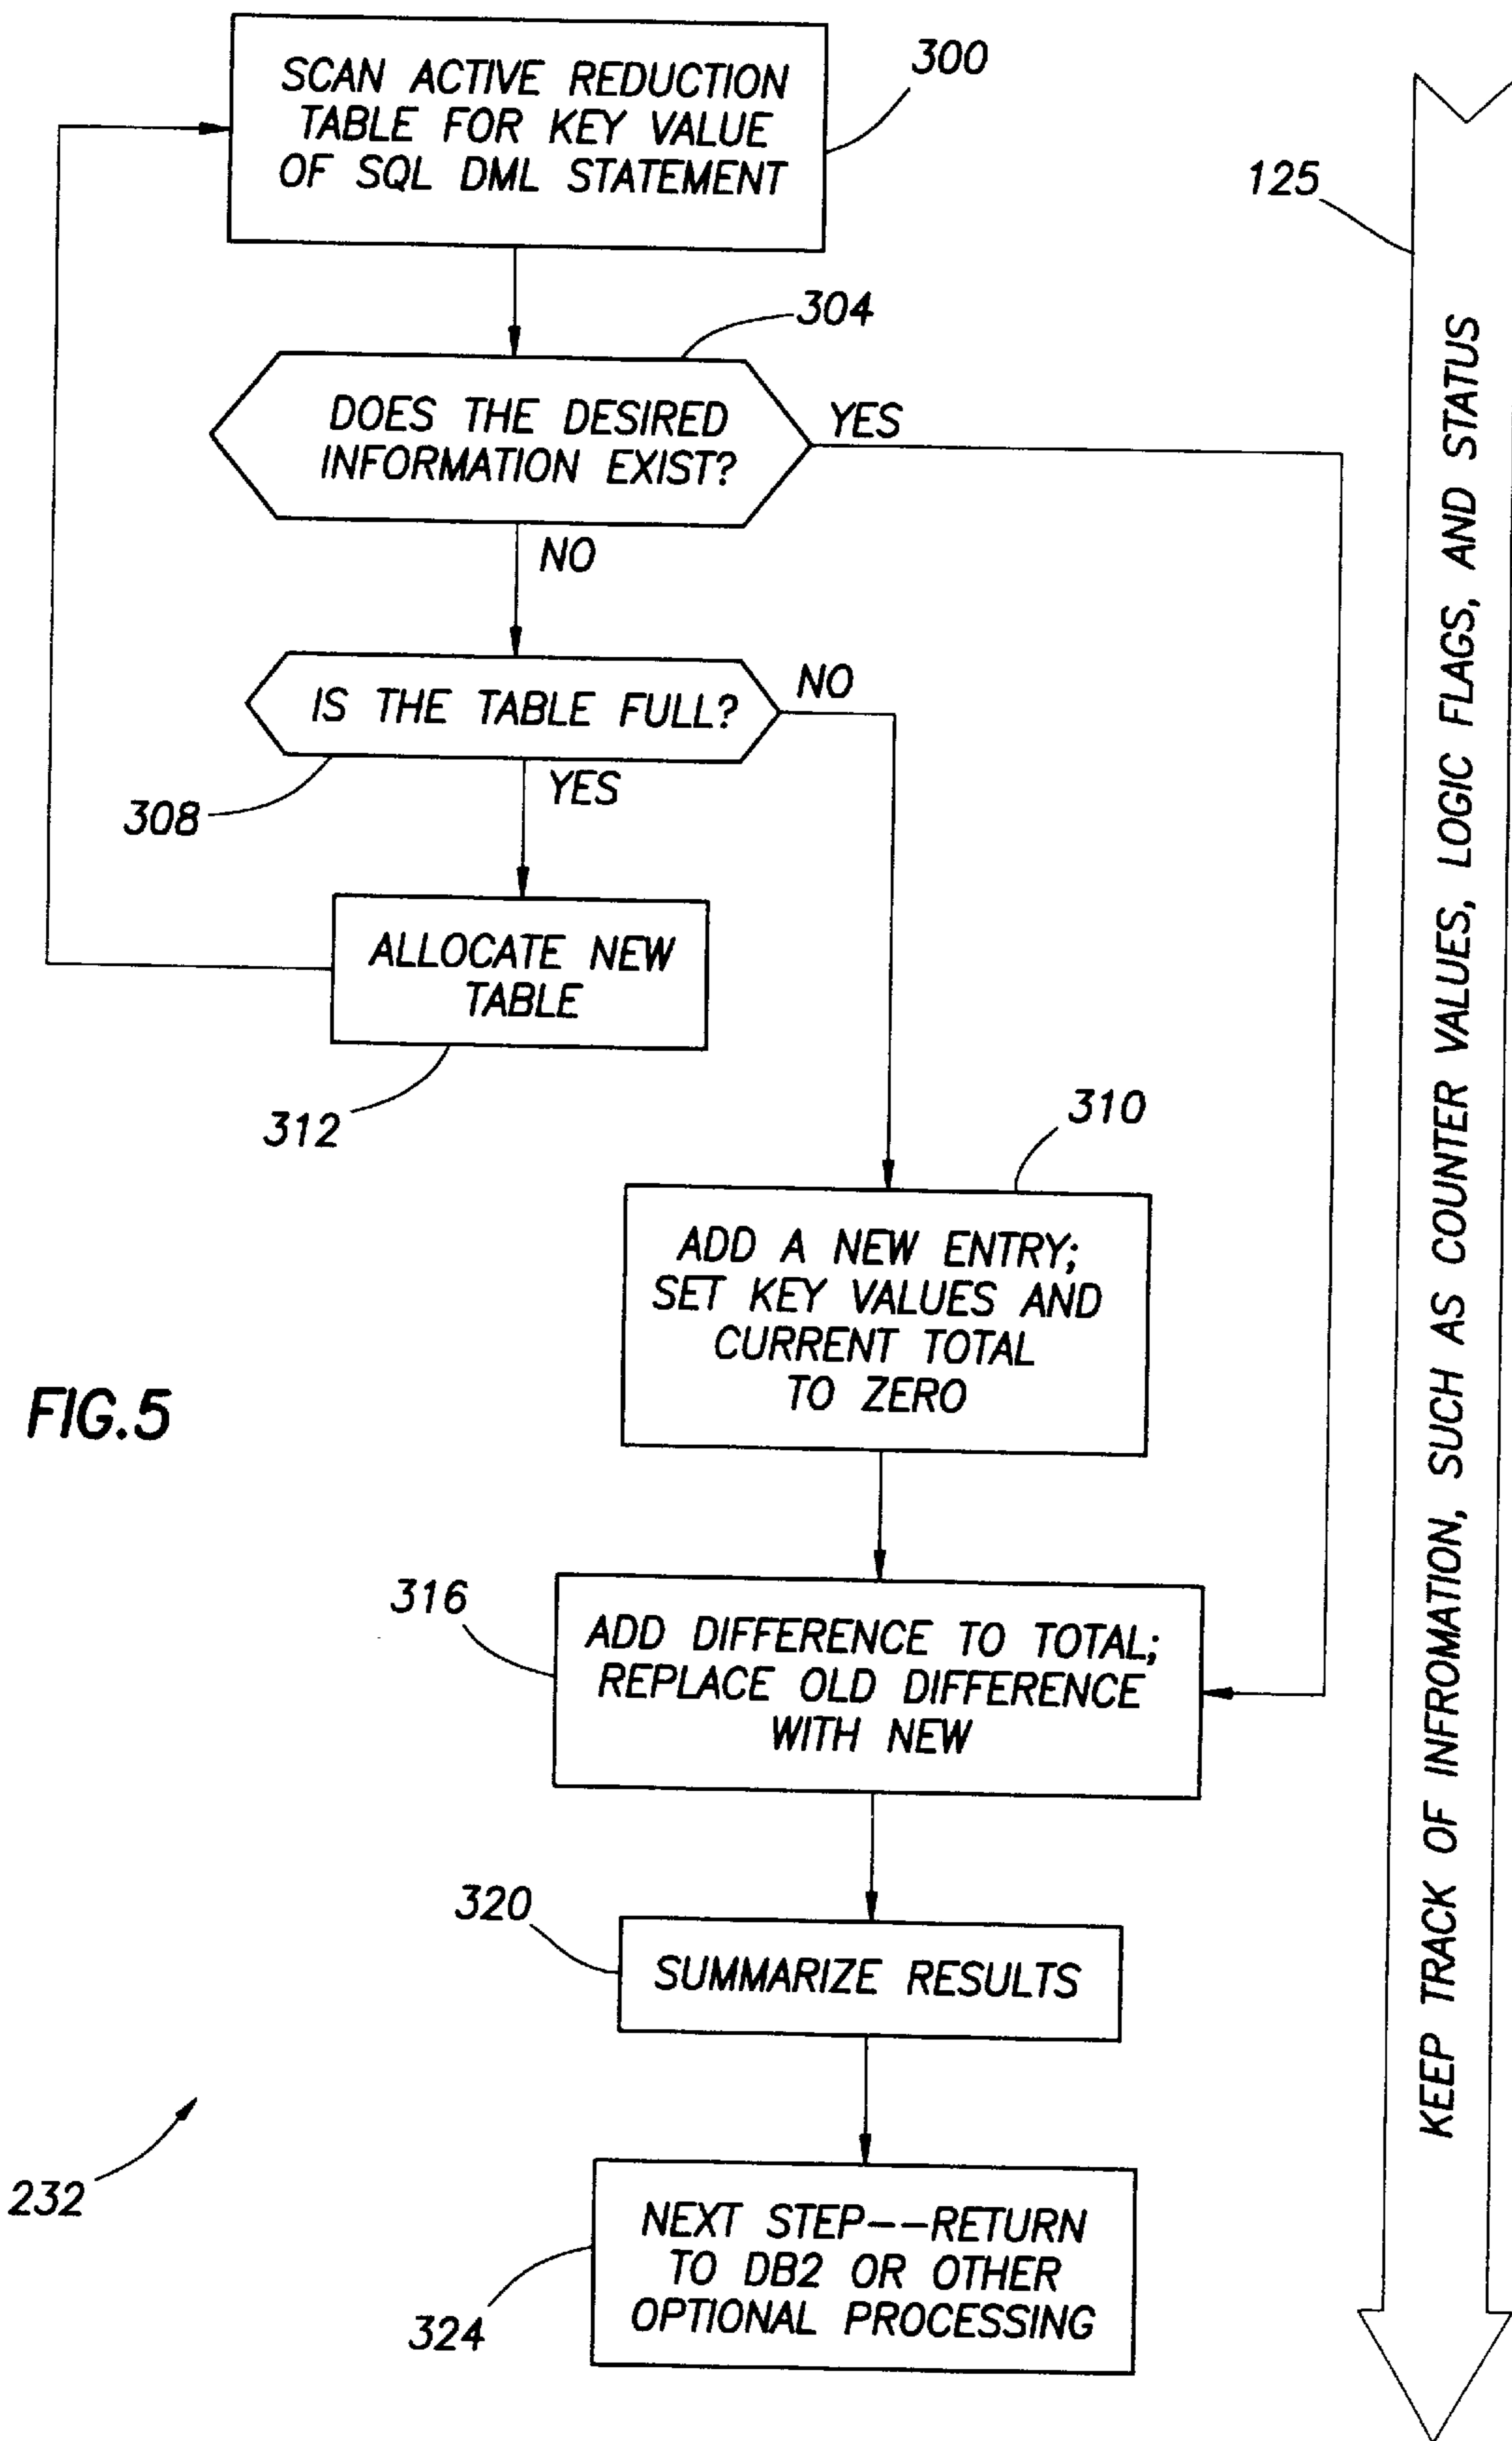 SCAN ACTIVE REDUCTION
TABLE FOR KEY VALUE
OF SQL DML STATEMENT
300
304
DOES THE DESIRED
INFORMATION EXIST?
YES
NO
IS THE TABLE FULL?
NO
308
YES
ALLOCATE NEW
TABLE
312
310
ADD A NEW ENTRY;
SET KEY VALUES AND
CURRENT TOTAL
TO ZERO
FIG.5
316
ADD DIFFERENCE TO TOTAL;
REPLACE OLD DIFFERENCE
WITH NEW
320
SUMMARIZE RESULTS
232
NEXT STEP--RETURN
TO DB2 OR OTHER
OPTIONAL PROCESSING
324
125
KEEP TRACK OF INFROMATION, SUCH AS COUNTER VALUES, LOGIC FLAGS, AND STATUS